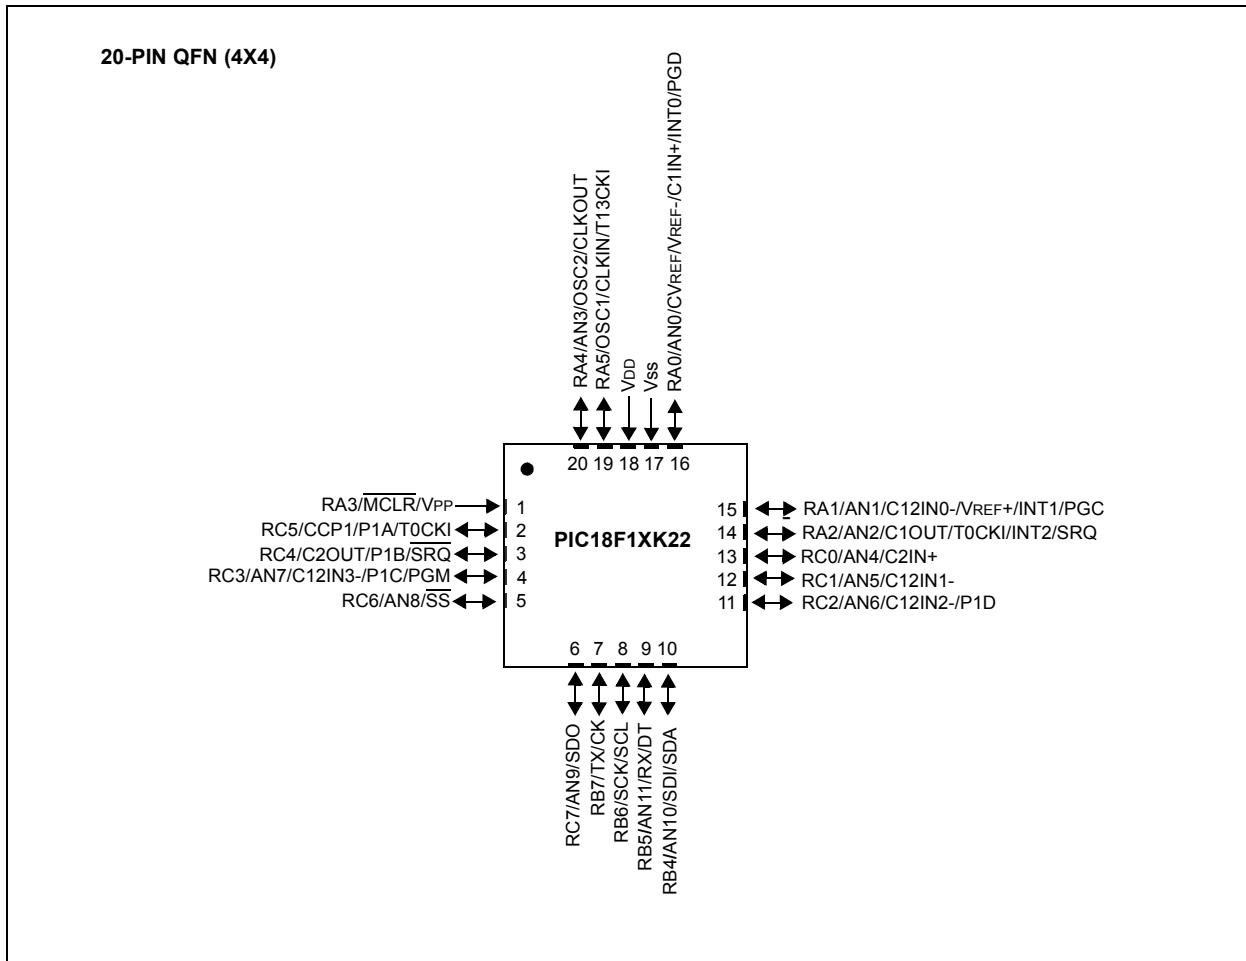 20-PIN QFN (4X4)
RA4/AN3/OSC2/CLKOUT
RA5/OSC1/CLKIN/T13CKI
VDD
Vss
RA0/AN0/CVREF/VREF-/C1IN+/INT0/PGD
20 19 18 17 16
RA3/M̅C̅L̅R̅/VPP 1
RC5/CCP1/P1A/T0CKI 2
RC4/C2OUT/P1B/S̅R̅Q̅ 3
RC3/AN7/C12IN3-/P1C/PGM 4
RC6/AN8/S̅S̅ 5
PIC18F1XK22
15 RA1/AN1/C12IN0-/VREF+/INT1/PGC
14 RA2/AN2/C1OUT/T0CKI/INT2/SRQ
13 RC0/AN4/C2IN+
12 RC1/AN5/C12IN1-
11 RC2/AN6/C12IN2-/P1D
6 7 8 9 10
RC7/AN9/SDO
RB7/TX/CK
RB6/SCK/SCL
RB5/AN11/RX/DT
RB4/AN10/SDI/SDA